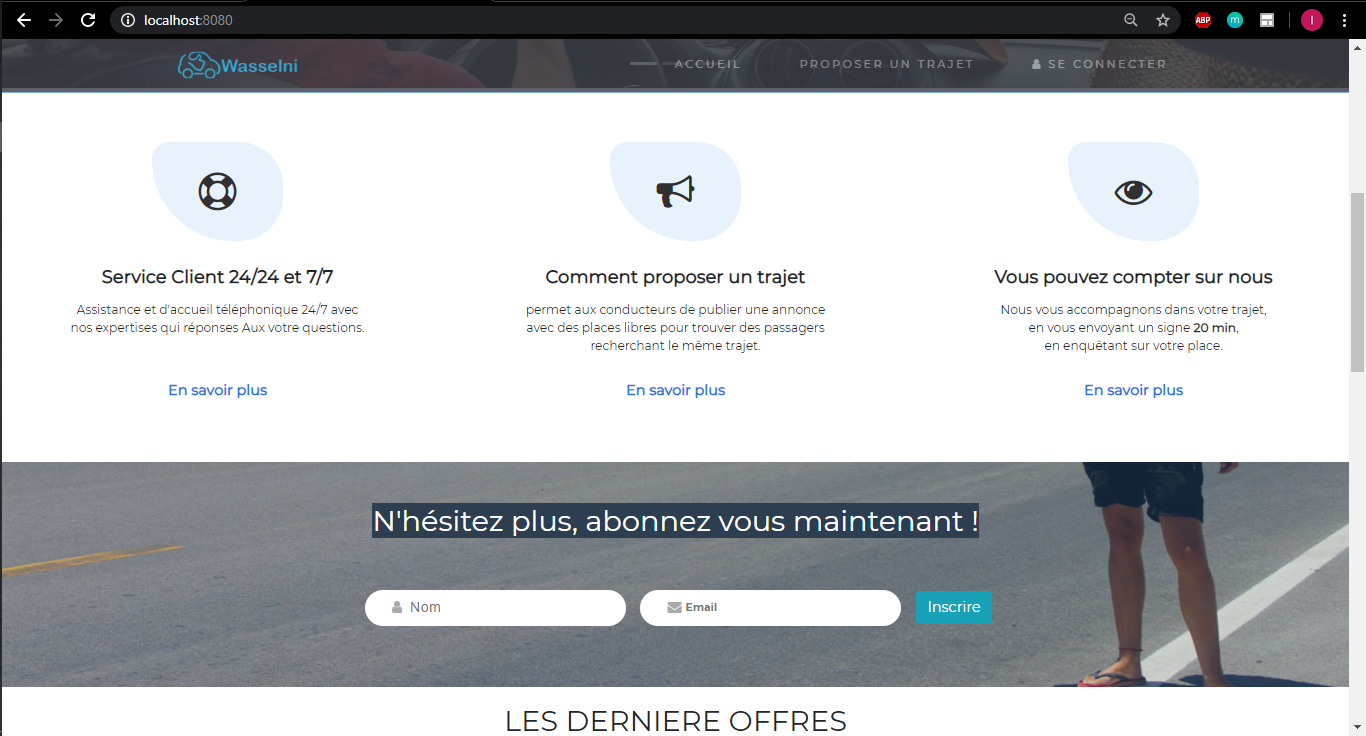 localhost:8080
ABP
m
I
Wasselni
ACCUEIL
PROPOSER UN TRAJET
SE CONNECTER
Service Client 24/24 et 7/7
Assistance et d'accueil téléphonique 24/7 avec
nos expertises qui réponses Aux votre questions.
En savoir plus
Comment proposer un trajet
permet aux conducteurs de publier une annonce
avec des places libres pour trouver des passagers
recherchant le même trajet.
En savoir plus
Vous pouvez compter sur nous
Nous vous accompagnons dans votre trajet,
en vous envoyant un signe 20 min,
en enquêtant sur votre place.
En savoir plus
N'hésitez plus, abonnez vous maintenant !
Nom
Email
Inscrire
LES DERNIERE OFFRES